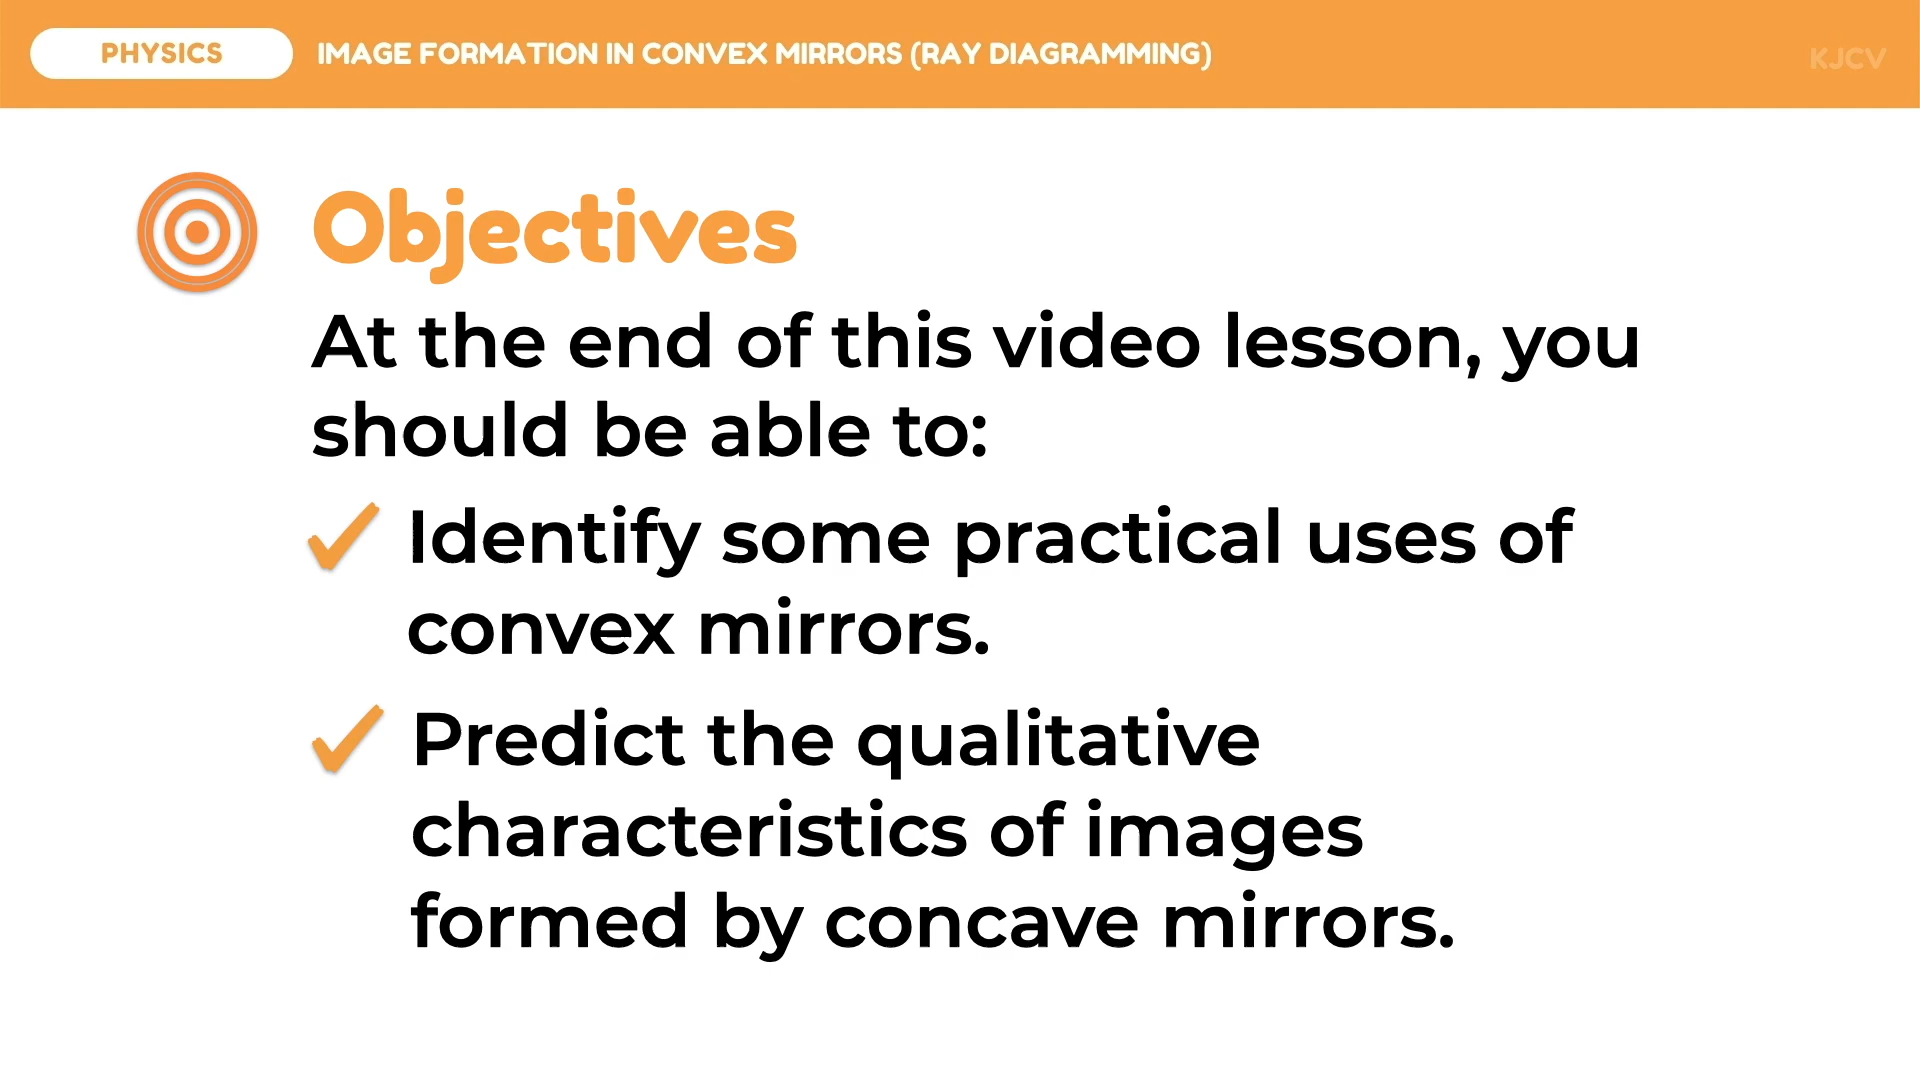 PHYSICS
IMAGE FORMATION IN CONVEX MIRRORS (RAY DIAGRAMMING)
KJCV
Objectives
At the end of this video lesson, you
should be able to:
Identify some practical uses of
convex mirrors.
Predict the qualitative
characteristics of images
formed by concave mirrors.